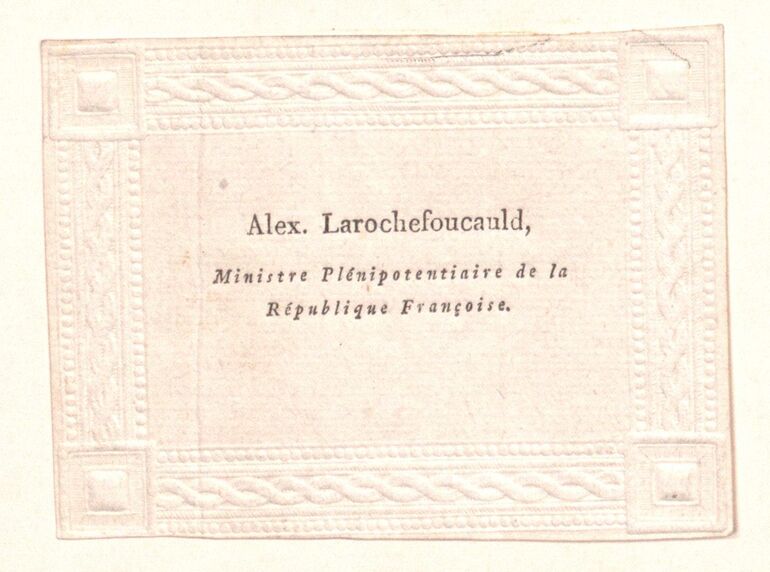 Alex. Larochefoucauld,
Ministre Plénipotentiaire de la
République Françoise.